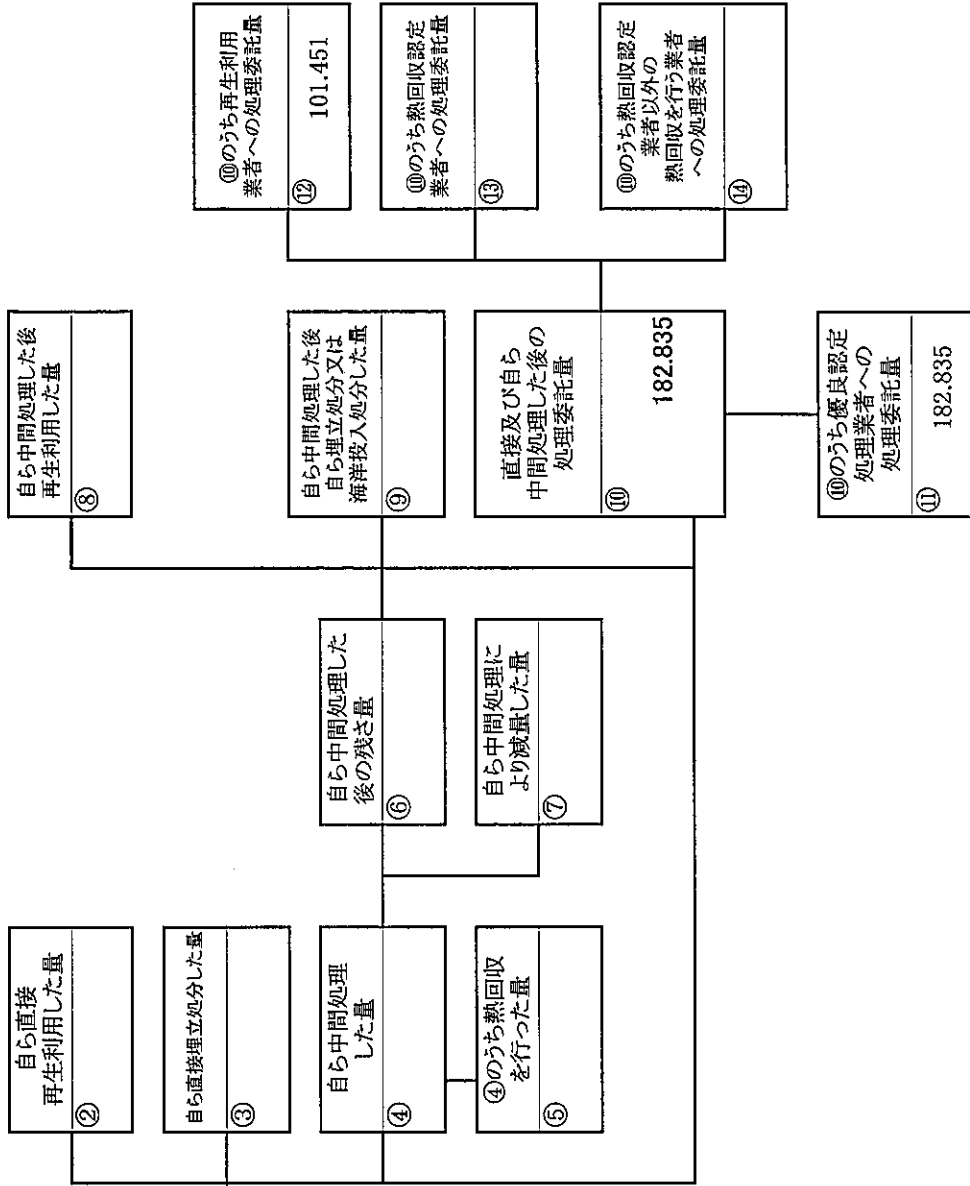 自ら直接
再生利用した量
②
自ら直接埋立処分した量
③
自ら中間処理
した量
④
④のうち熱回収
を行った量
⑤
自ら中間処理した
後の残さ量
⑥
自ら中間処理に
より減量した量
⑦
自ら中間処理した後
再生利用した量
⑧
自ら中間処理した後
自ら埋立処分又は
海洋投入処分した量
⑨
直接及び自ら
中間処理した後の
処理委託量
⑩
182.835
⑩のうち優良認定
処理業者への
処理委託量
⑪
182.835
⑩のうち再生利用
業者への処理委託量
⑫
101.451
⑩のうち熱回収認定
業者への処理委託量
⑬
⑩のうち熱回収認定
業者以外の
熱回収を行う業者
への処理委託量
⑭